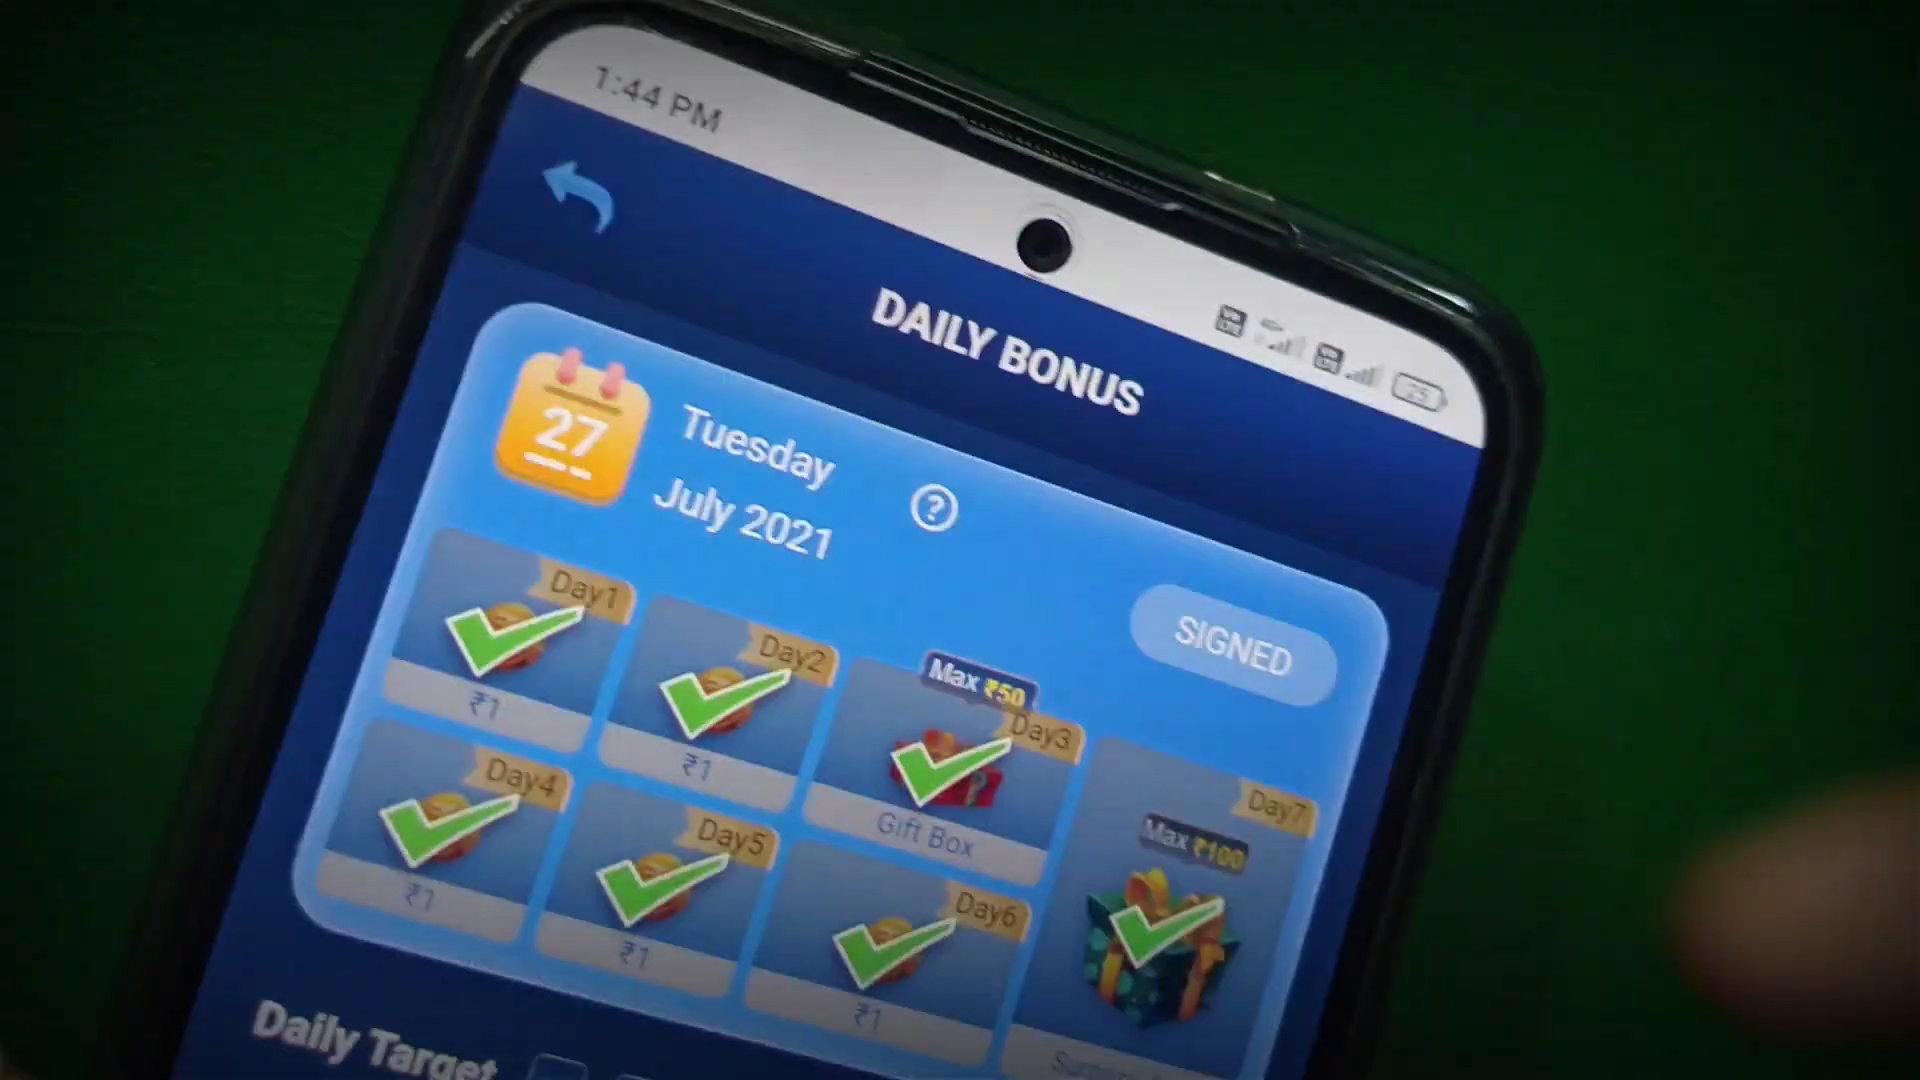 1:44 PM
25
DAILY BONUS
27
Tuesday
July 2021
SIGNED
Day1
₹1
Day2
₹1
Max ₹50
Day3
Gift Box
Day4
₹1
Day5
₹1
Day6
₹1
Day7
Max ₹100
Daily Target